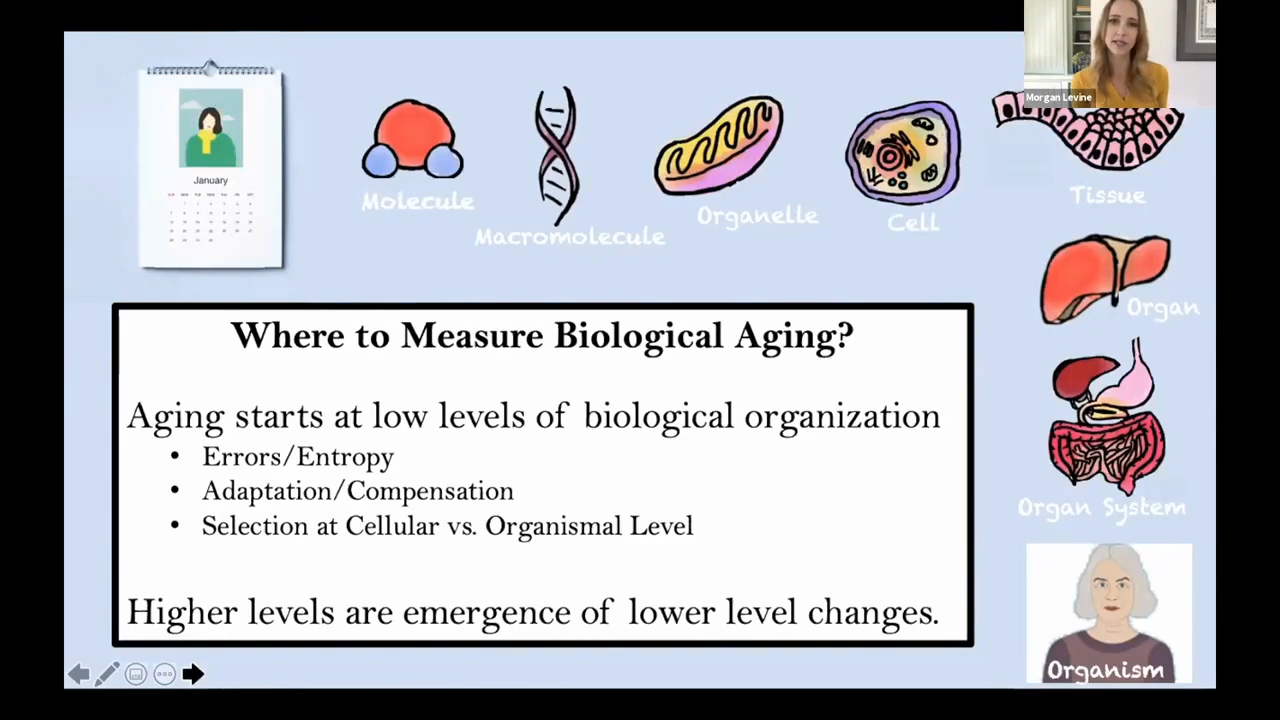 Morgan Levine
January
Molecule
Macromolecule
Organelle
Cell
Tissue
Organ
Organ System
Organism
Where to Measure Biological Aging?
Aging starts at low levels of biological organization
• Errors/Entropy
• Adaptation/Compensation
• Selection at Cellular vs. Organismal Level
Higher levels are emergence of lower level changes.